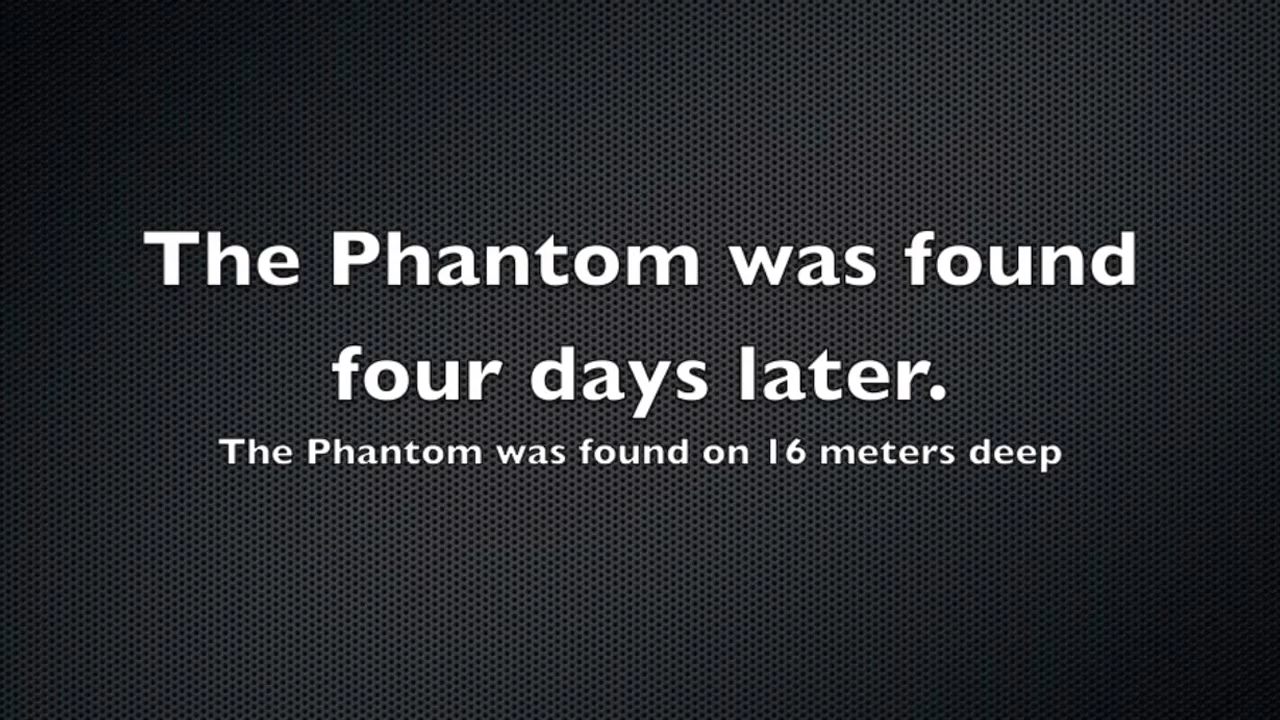 The Phantom was found
four days later.
The Phantom was found on 16 meters deep